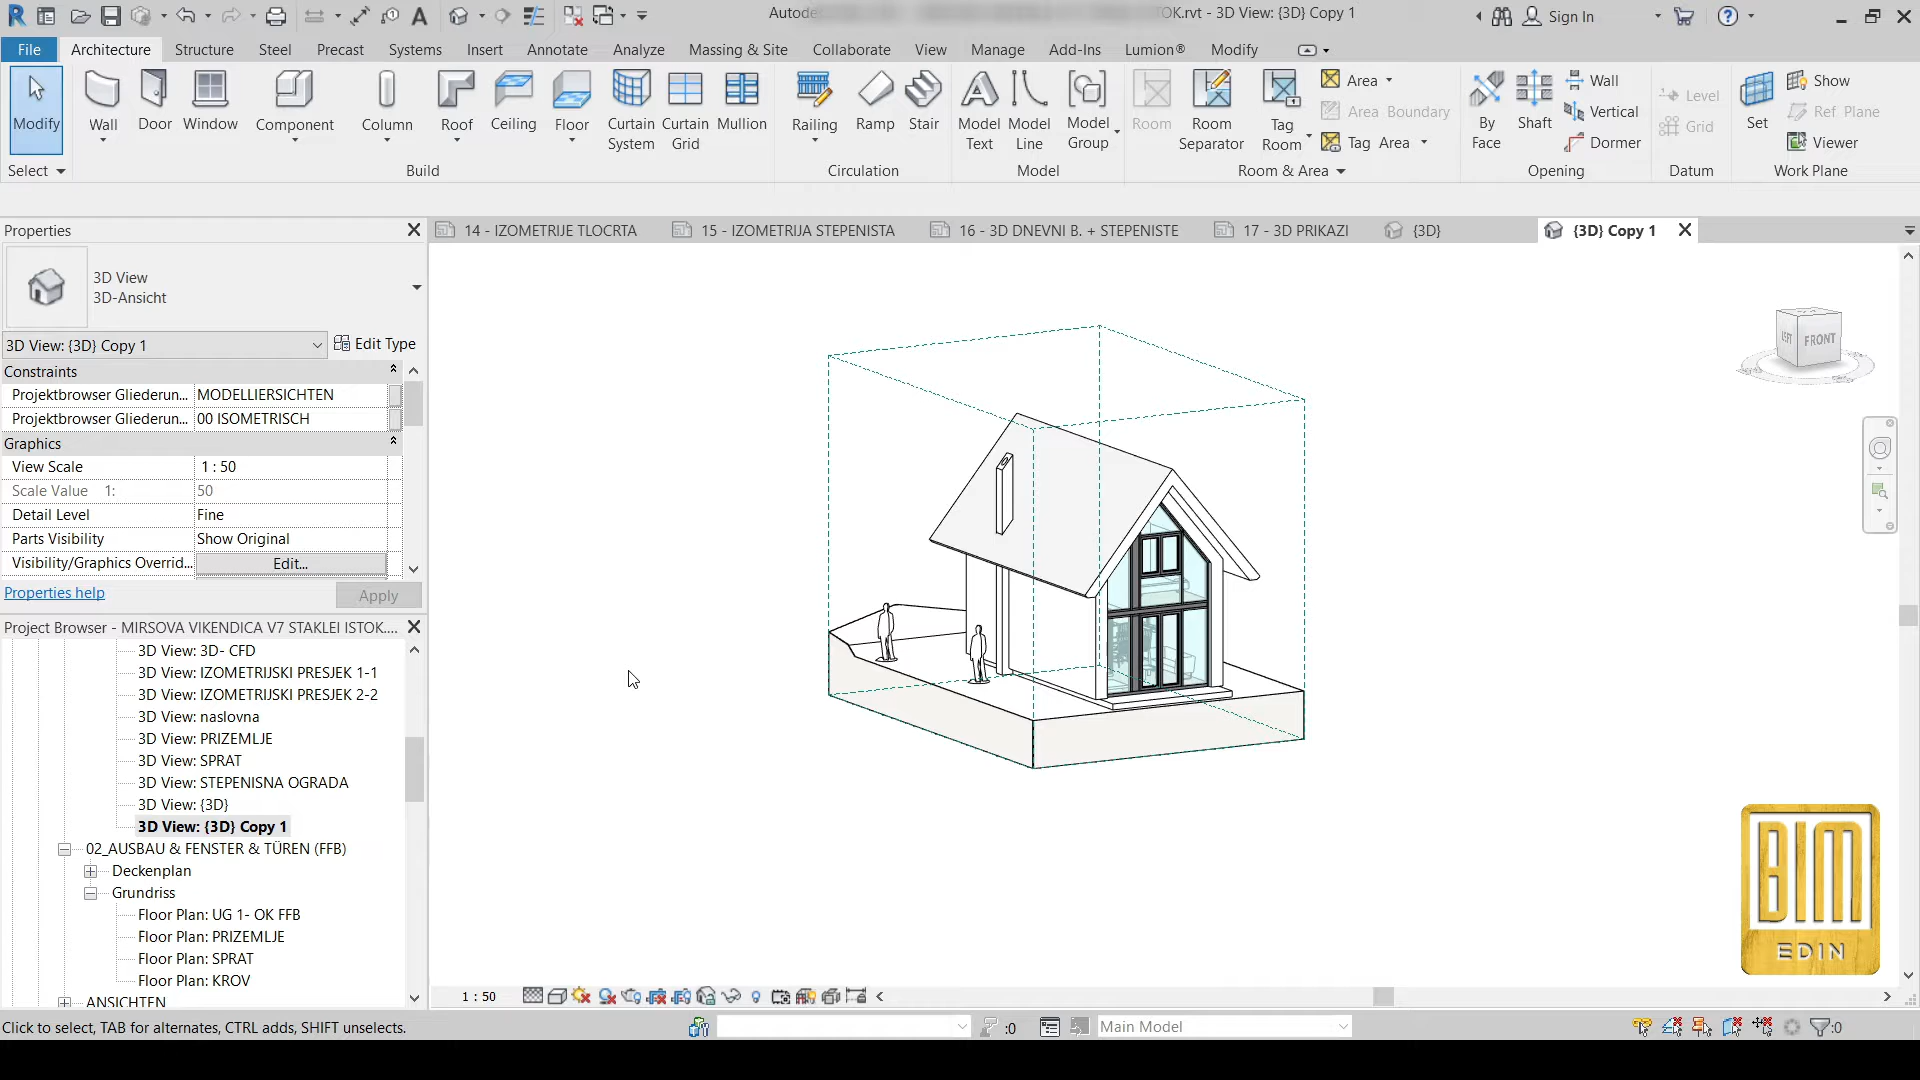 Autodes
TOK.rvt - 3D View: {3D} Copy 1
Sign In
File Architecture Structure Steel Precast Systems Insert Annotate Analyze Massing & Site Collaborate View Manage Add-Ins Lumion® Modify
Modify
Wall
Door
Window
Component
Column
Roof
Ceiling
Floor
Curtain System
Curtain Grid
Mullion
Railing
Ramp
Stair
Model Text
Model Line
Model Group
Room
Room Separator
Tag Room
Area
Area Boundary
Tag Area
By Face
Shaft
Wall
Vertical
Dormer
Level
Grid
Set
Show
Ref Plane
Viewer
Select Build Circulation Model Room & Area Opening Datum Work Plane
Properties
14 - IZOMETRIJE TLOCRTA 15 - IZOMETRIJA STEPENISTA 16 - 3D DNEVNI B. + STEPENISTE 17 - 3D PRIKAZI {3D} {3D} Copy 1
3D View
3D-Ansicht
3D View: {3D} Copy 1 Edit Type
Constraints
Projektbrowser Gliederun... MODELLIERSICHTEN
Projektbrowser Gliederun... 00 ISOMETRISCH
Graphics
View Scale 1 : 50
Scale Value 1: 50
Detail Level Fine
Parts Visibility Show Original
Visibility/Graphics Overrid... Edit...
Properties help Apply
Project Browser - MIRSOVA VIKENDICA V7 STAKLEI ISTOK....
3D View: 3D- CFD
3D View: IZOMETRIJSKI PRESJEK 1-1
3D View: IZOMETRIJSKI PRESJEK 2-2
3D View: naslovna
3D View: PRIZEMLJE
3D View: SPRAT
3D View: STEPENISNA OGRADA
3D View: {3D}
3D View: {3D} Copy 1
02_AUSBAU & FENSTER & TÜREN (FFB)
Deckenplan
Grundriss
Floor Plan: UG 1- OK FFB
Floor Plan: PRIZEMLJE
Floor Plan: SPRAT
Floor Plan: KROV
ANSICHTEN
LEFT FRONT
BIM
EDIN
1 : 50
Click to select, TAB for alternates, CTRL adds, SHIFT unselects.
:0
Main Model
:0